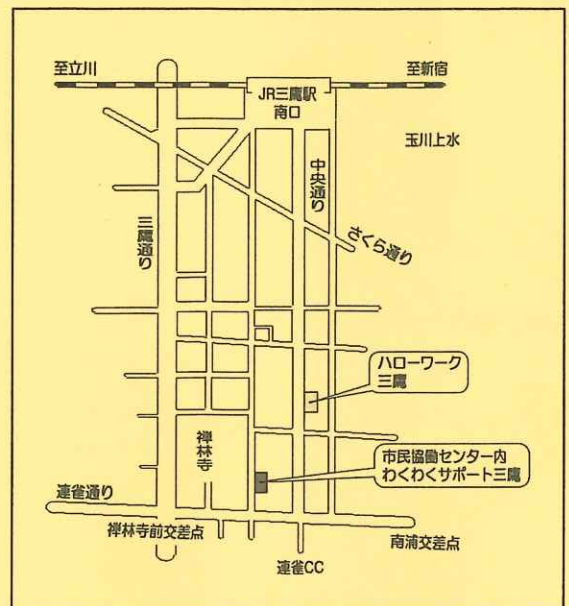 至立川
至新宿
JR三鷹駅
南口
玉川上水
中央通り
三鷹通り
さくら通り
ハローワーク
三鷹
禅林寺
市民協働センター内
わくわくサポート三鷹
連雀通り
禅林寺前交差点
南浦交差点
連雀CC